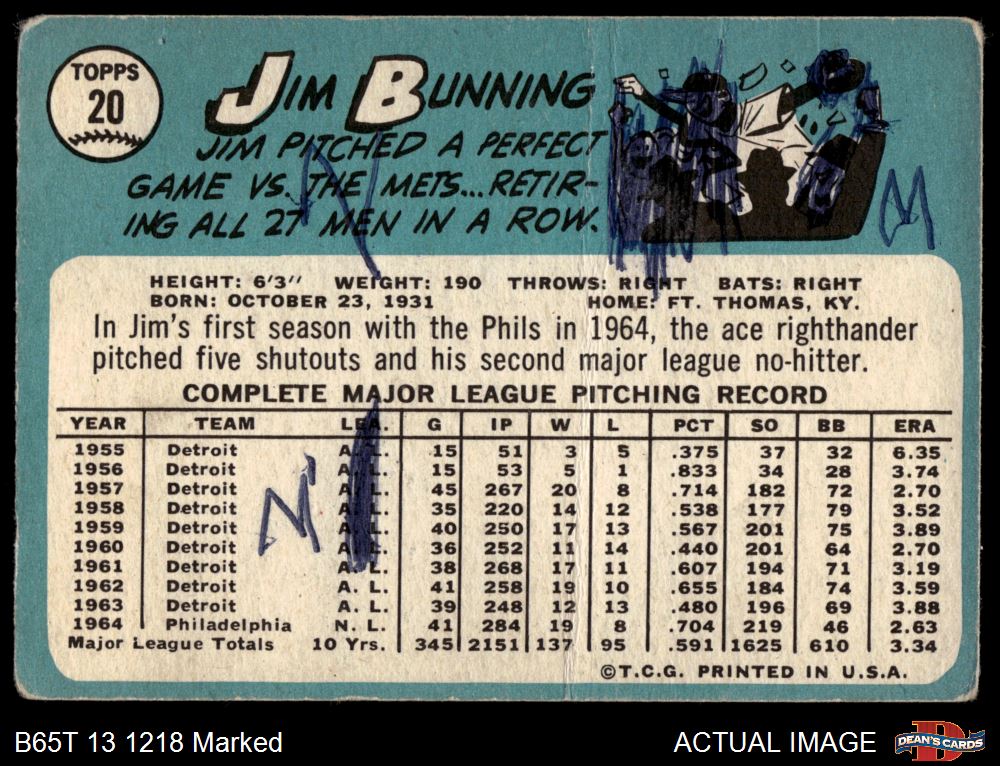 TOPPS
20
JIM BUNNING
JIM PITCHED A PERFECT
GAME VS. THE METS...RETIR-
ING ALL 27 MEN IN A ROW.
HEIGHT: 6'3" WEIGHT: 190 THROWS: RIGHT BATS: RIGHT
BORN: OCTOBER 23, 1931 HOME: FT. THOMAS, KY.
In Jim's first season with the Phils in 1964, the ace righthander
pitched five shutouts and his second major league no-hitter.
COMPLETE MAJOR LEAGUE PITCHING RECORD
YEAR TEAM LEA. G IP W L PCT SO BB ERA
1955 Detroit A. L. 15 51 3 5 .375 37 32 6.35
1956 Detroit A. L. 15 53 5 1 .833 34 28 3.74
1957 Detroit A. L. 45 267 20 8 .714 182 72 2.70
1958 Detroit A. L. 35 220 14 12 .538 177 79 3.52
1959 Detroit A. L. 40 250 17 13 .567 201 75 3.89
1960 Detroit A. L. 36 252 11 14 .440 201 64 2.70
1961 Detroit A. L. 38 268 17 11 .607 194 71 3.19
1962 Detroit A. L. 41 258 19 10 .655 184 74 3.59
1963 Detroit A. L. 39 248 12 13 .480 196 69 3.88
1964 Philadelphia N. L. 41 284 19 8 .704 219 46 2.63
Major League Totals 10 Yrs. 345 2151 137 95 .591 1625 610 3.34
©T.C.G. PRINTED IN U.S.A.
B65T 13 1218 Marked ACTUAL IMAGE DEAN'S CARDS